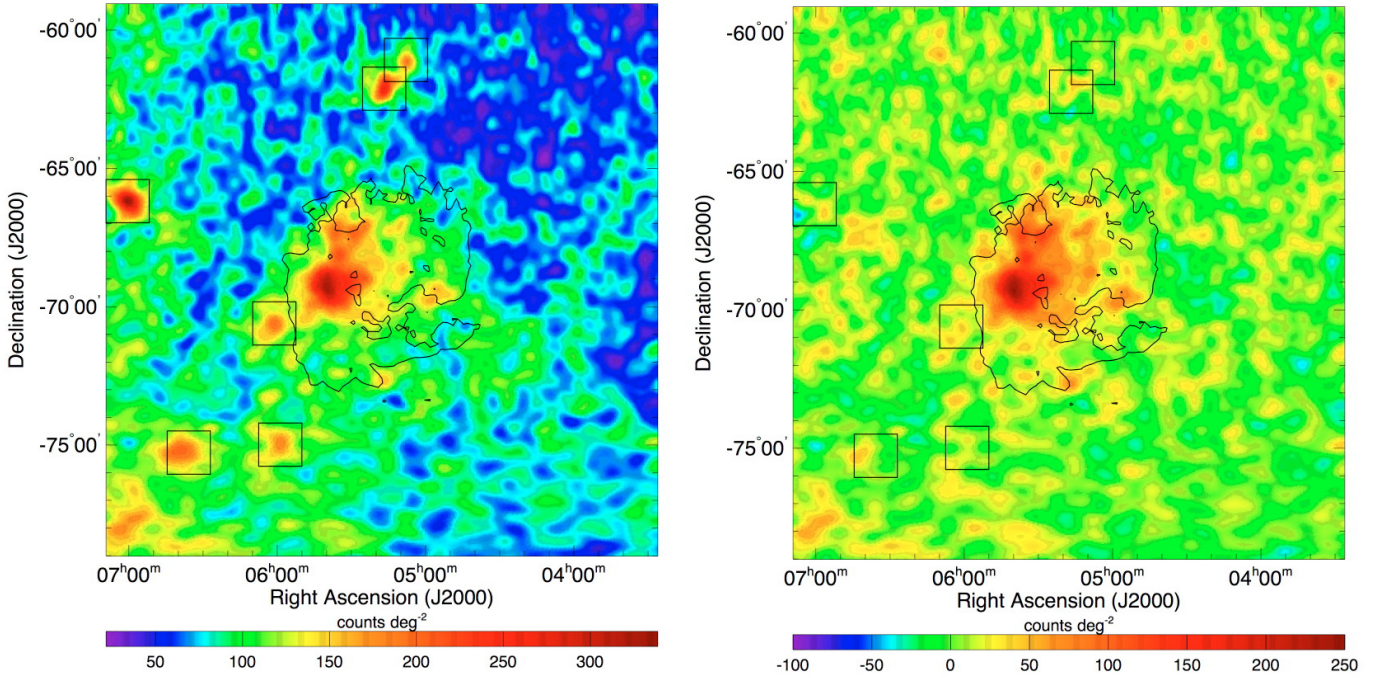 -60°00'
-65°00'
-70°00'
-75°00'
Declination (J2000)
07ʰ00ᵐ 06ʰ00ᵐ 05ʰ00ᵐ 04ʰ00ᵐ
Right Ascension (J2000)
counts deg⁻²
50 100 150 200 250 300
-60°00'
-65°00'
-70°00'
-75°00'
Declination (J2000)
07ʰ00ᵐ 06ʰ00ᵐ 05ʰ00ᵐ 04ʰ00ᵐ
Right Ascension (J2000)
counts deg⁻²
-100 -50 0 50 100 150 200 250